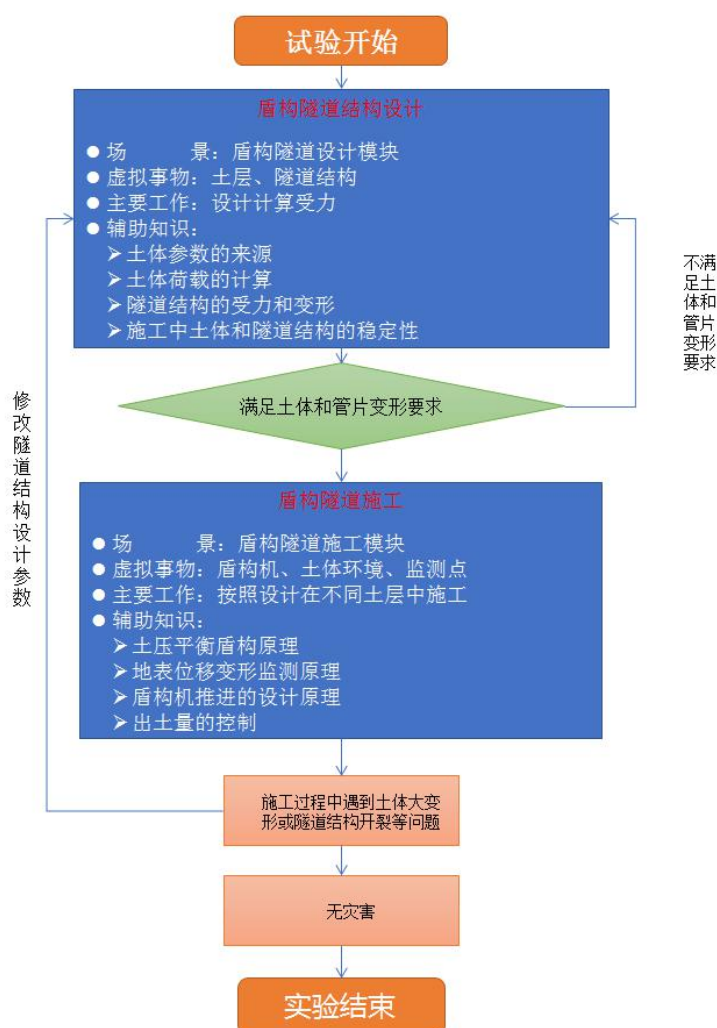 试验开始
盾构隧道结构设计
●场 景：盾构隧道设计模块
●虚拟事物：土层、隧道结构
●主要工作：设计计算受力
●辅助知识：
➤土体参数的来源
➤土体荷载的计算
➤隧道结构的受力和变形
➤施工中土体和隧道结构的稳定性
不满
足土
体和
管片
变形
要求
满足土体和管片变形要求
修改隧道结构设计参数
盾构隧道施工
●场 景：盾构隧道施工模块
●虚拟事物：盾构机、土体环境、监测点
●主要工作：按照设计在不同土层中施工
●辅助知识：
➤土压平衡盾构原理
➤地表位移变形监测原理
➤盾构机推进的设计原理
➤出土量的控制
施工过程中遇到土体大变
形或隧道结构开裂等问题
无灾害
实验结束